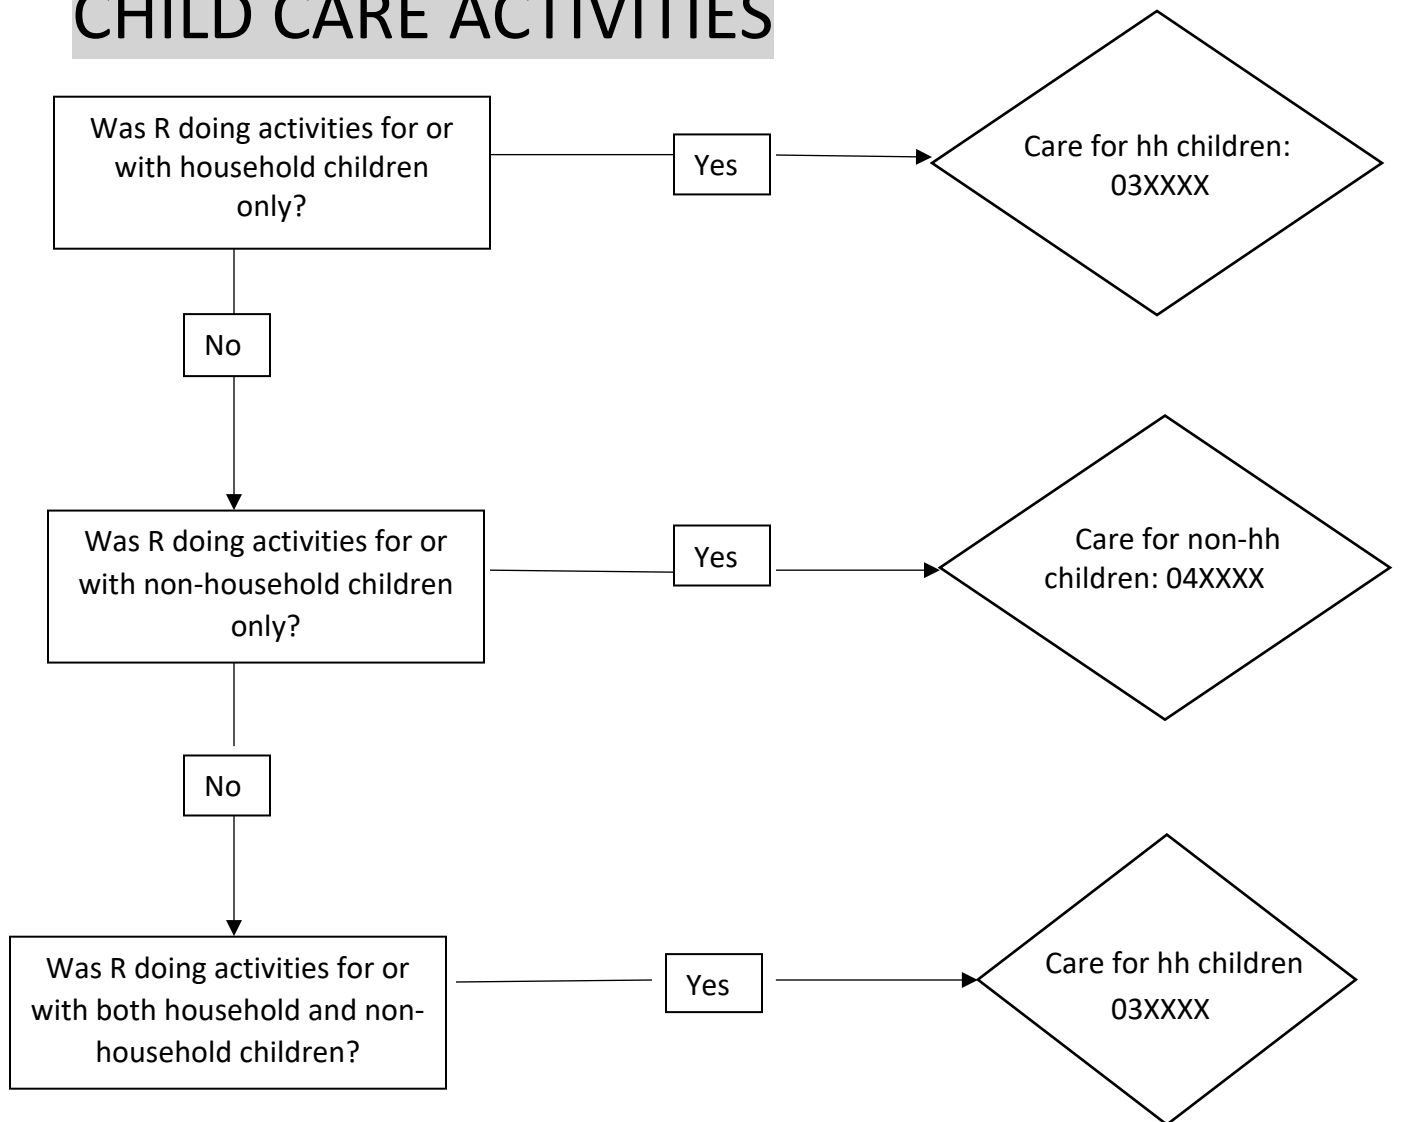 CHILD CARE ACTIVITIES
Was R doing activities for or
with household children
only?
Yes
Care for hh children:
03XXXX
No
Was R doing activities for or
with non-household children
only?
Yes
Care for non-hh
children: 04XXXX
No
Was R doing activities for or
with both household and non-
household children?
Yes
Care for hh children
03XXXX